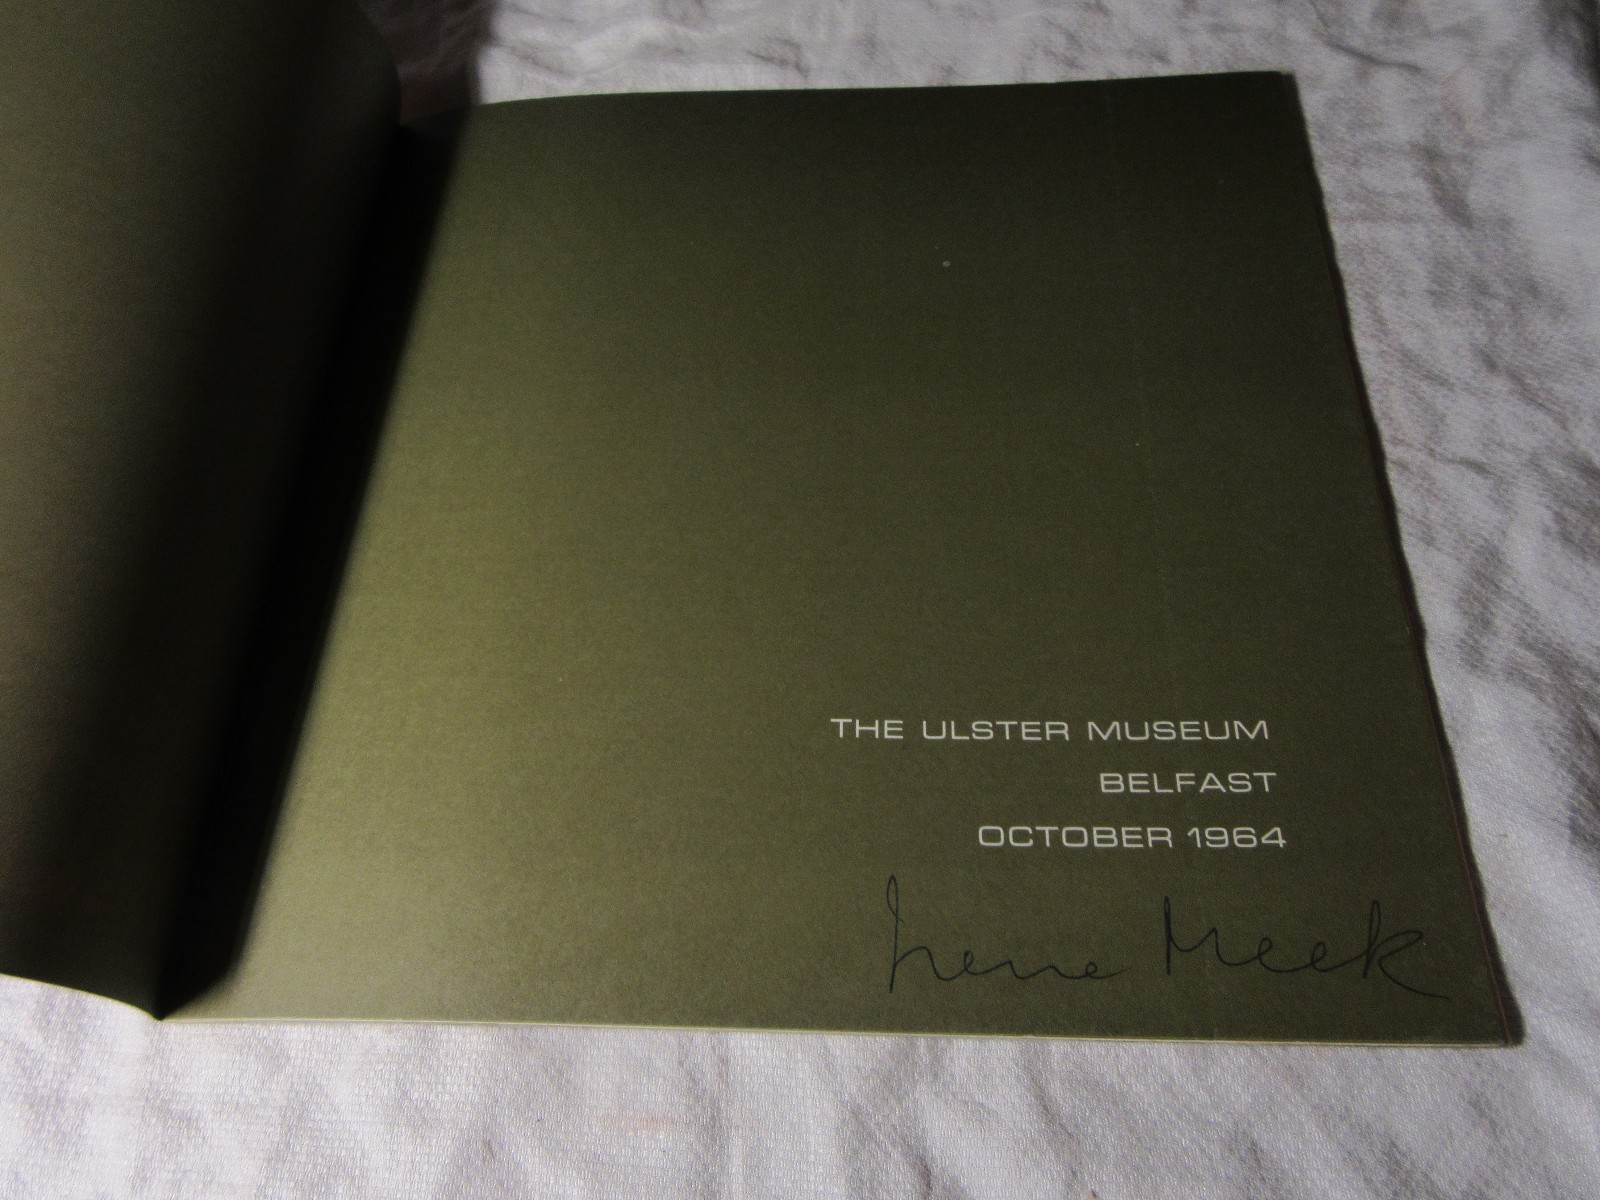 THE ULSTER MUSEUM
BELFAST
OCTOBER 1964
Irene Meek